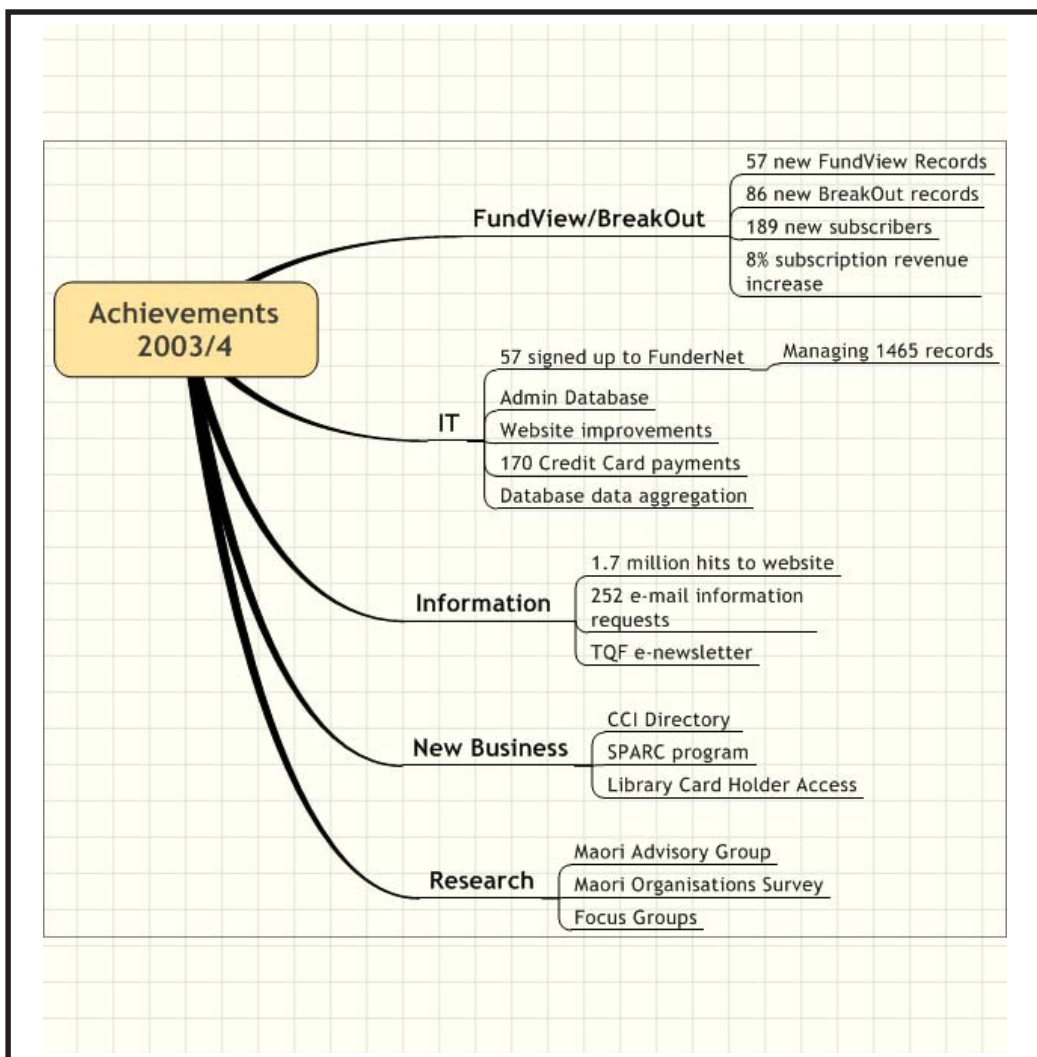 Achievements
2003/4
FundView/BreakOut
57 new FundView Records
86 new BreakOut records
189 new subscribers
8% subscription revenue
increase
IT
57 signed up to FunderNet
Managing 1465 records
Admin Database
Website improvements
170 Credit Card payments
Database data aggregation
Information
1.7 million hits to website
252 e-mail information
requests
TQF e-newsletter
New Business
CCI Directory
SPARC program
Library Card Holder Access
Research
Maori Advisory Group
Maori Organisations Survey
Focus Groups